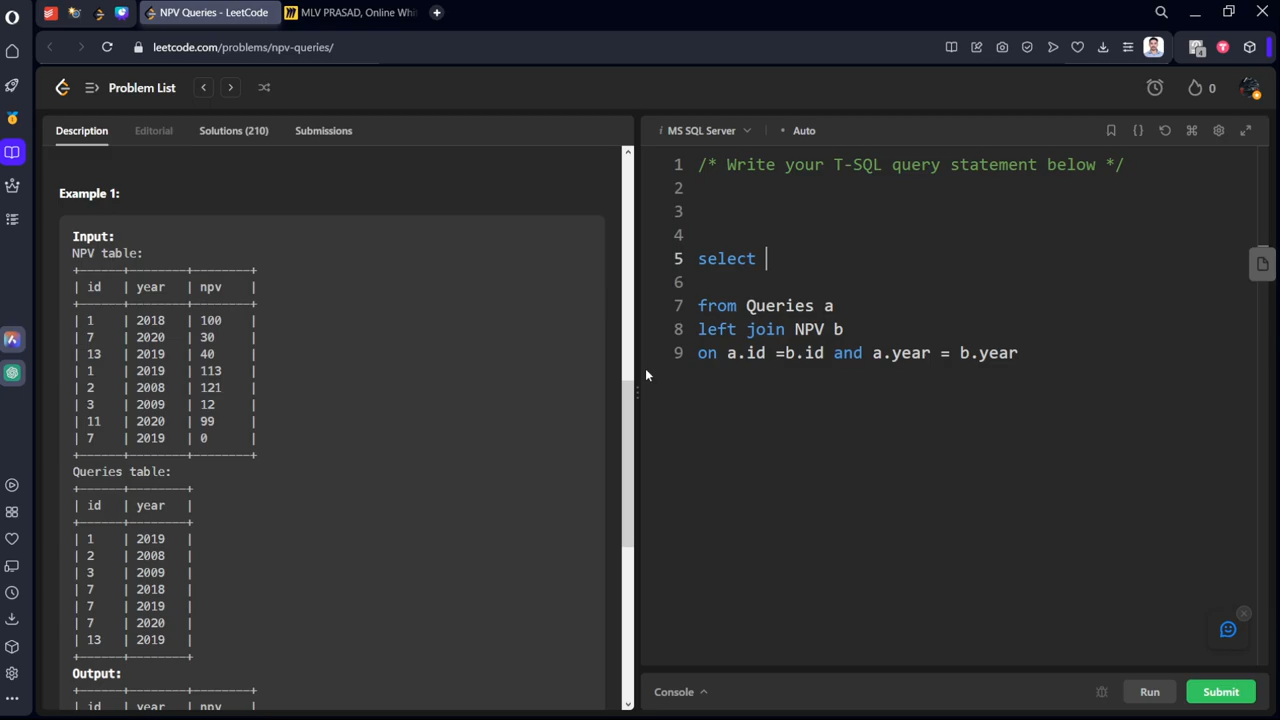 NPV Queries - LeetCode
MLV PRASAD, Online Whi
leetcode.com/problems/npv-queries/
4
Problem List
0
Description
Editorial
Solutions (210)
Submissions
Example 1:
Input:
NPV table:
+------+--------+--------+
| id   | year   | npv    |
+------+--------+--------+
| 1    | 2018   | 100    |
| 7    | 2020   | 30     |
| 13   | 2019   | 40     |
| 1    | 2019   | 113    |
| 2    | 2008   | 121    |
| 3    | 2009   | 12     |
| 11   | 2020   | 99     |
| 7    | 2019   | 0      |
+------+--------+--------+
Queries table:
+------+--------+
| id   | year   |
+------+--------+
| 1    | 2019   |
| 2    | 2008   |
| 3    | 2009   |
| 7    | 2018   |
| 7    | 2019   |
| 7    | 2020   |
| 13   | 2019   |
+------+--------+
Output:
+------+--------+--------+
| id   | year   | npv    |
i MS SQL Server
• Auto
1 /* Write your T-SQL query statement below */
2
3
4
5 select
6
7 from Queries a
8 left join NPV b
9 on a.id =b.id and a.year = b.year
Console
Run
Submit